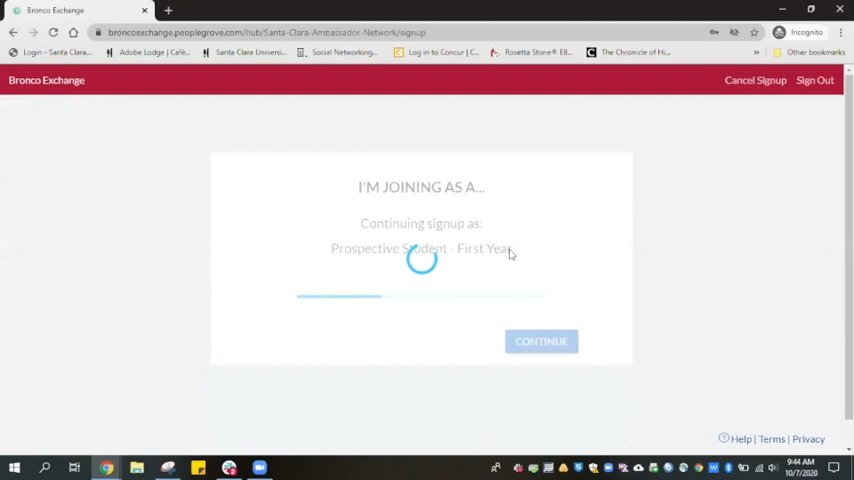 Bronco Exchange
broncoexchange.peoplegrove.com/hub/Santa-Clara-Ambassador-Network/signup
Incognito
Login - Santa Clara...
Adobe Lodge | Café...
Santa Clara Universi...
Social Networking...
Log in to Concur | C...
Rosetta Stone® EB...
The Chronicle of Hi...
Other bookmarks
Bronco Exchange
Cancel Signup
Sign Out
I'M JOINING AS A...
Continuing signup as:
Prospective Student - First Year
CONTINUE
Help | Terms | Privacy
9:44 AM
10/7/2020